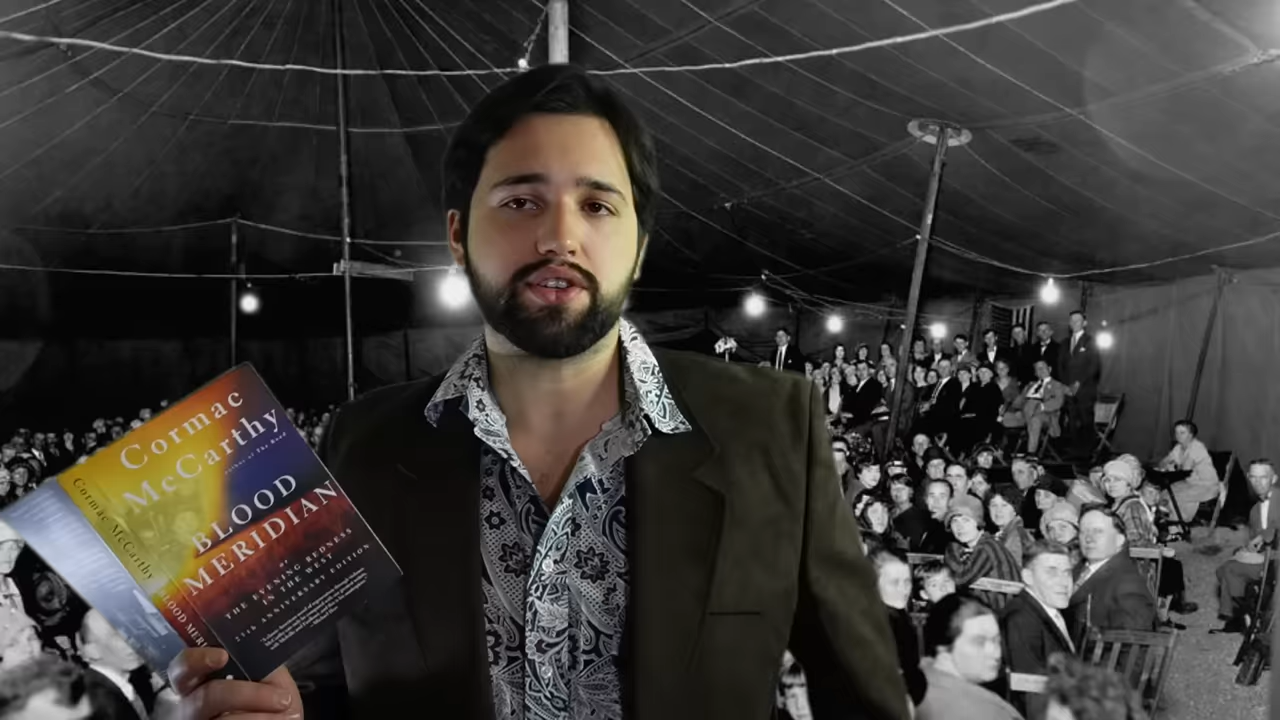 Cormac
McCarthy
Author of The Road
BLOOD
MERIDIAN
OR
THE EVENING REDNESS
IN THE WEST
25TH ANNIVERSARY EDITION
Cormac McCarthy
BLOOD MERI